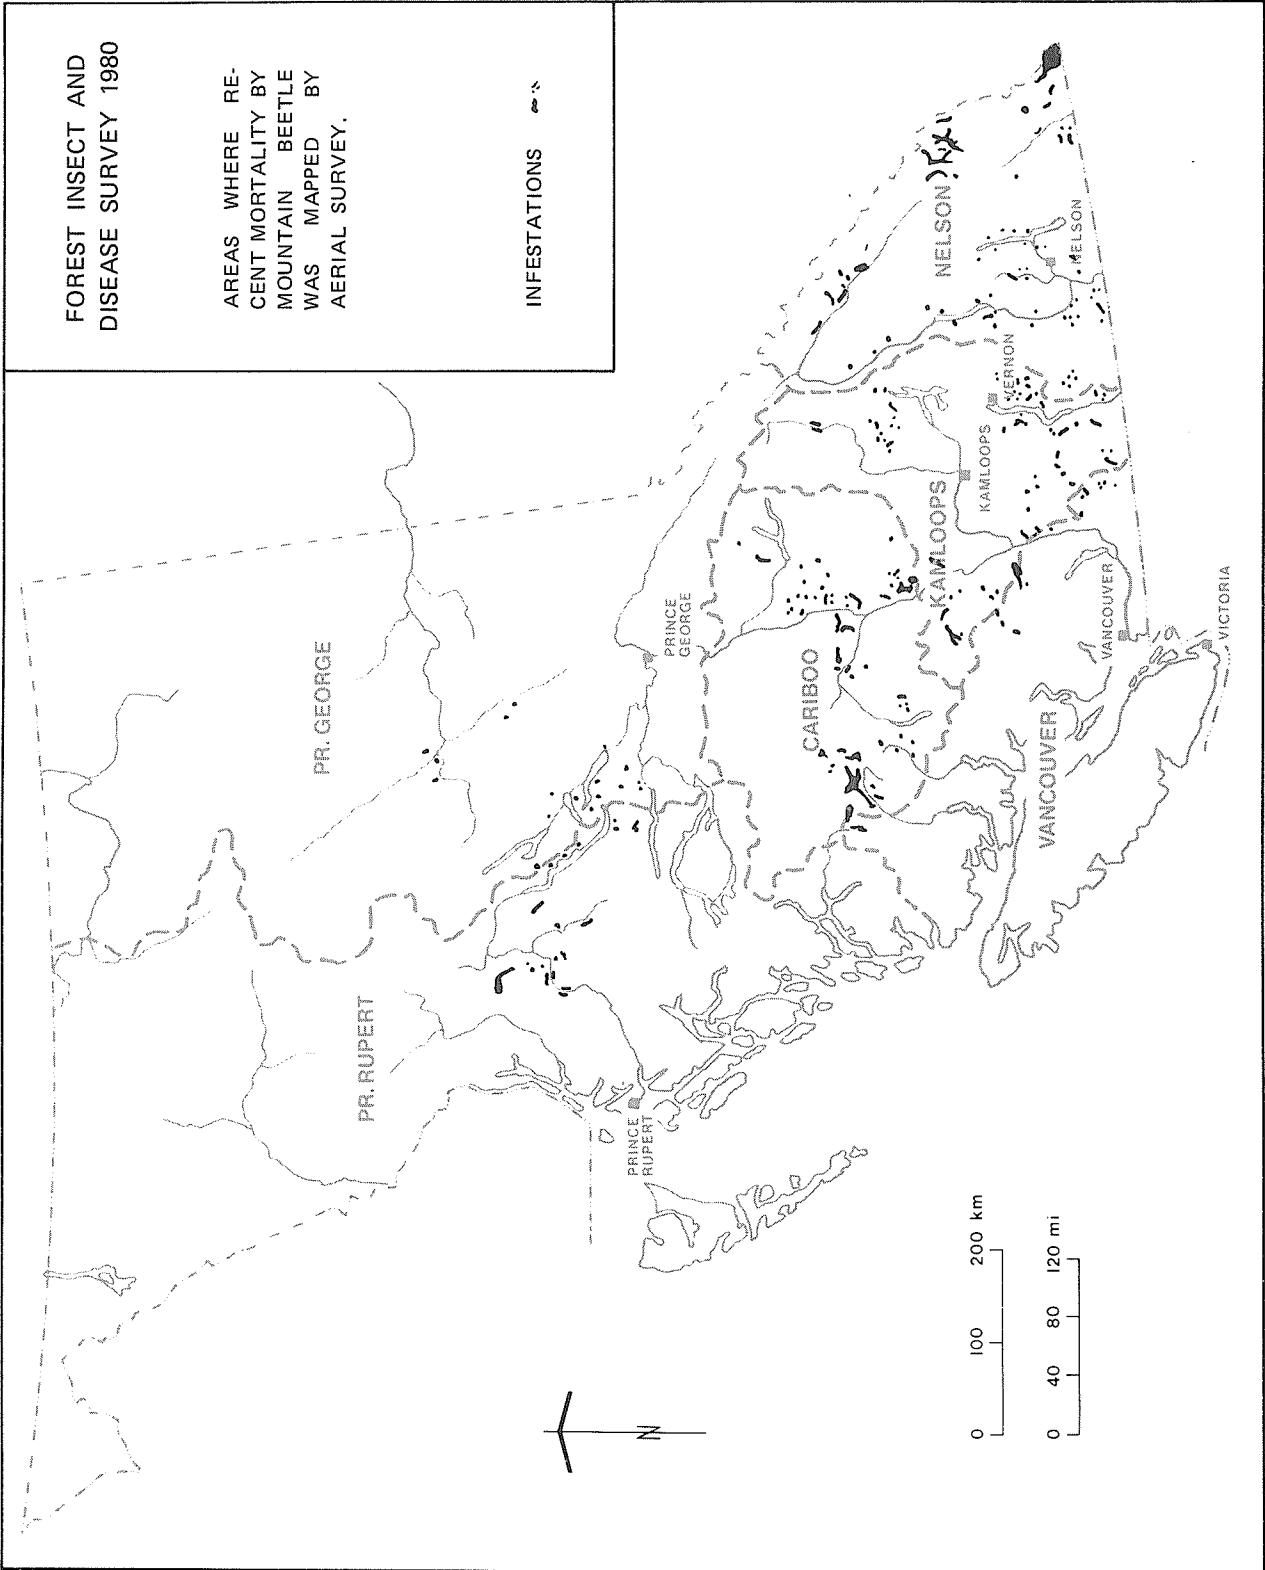 FOREST INSECT AND
DISEASE SURVEY 1980
AREAS WHERE RE-
CENT MORTALITY BY
MOUNTAIN BEETLE
WAS MAPPED BY
AERIAL SURVEY.
INFESTATIONS
PR. GEORGE
PR. RUPERT
PRINCE
GEORGE
PRINCE
RUPERT
CARIBOO
KAMLOOPS
KAMLOOPS
NELSON
NELSON
VERNON
VANCOUVER
VANCOUVER
VICTORIA
N
0 100 200 km
0 40 80 120 mi